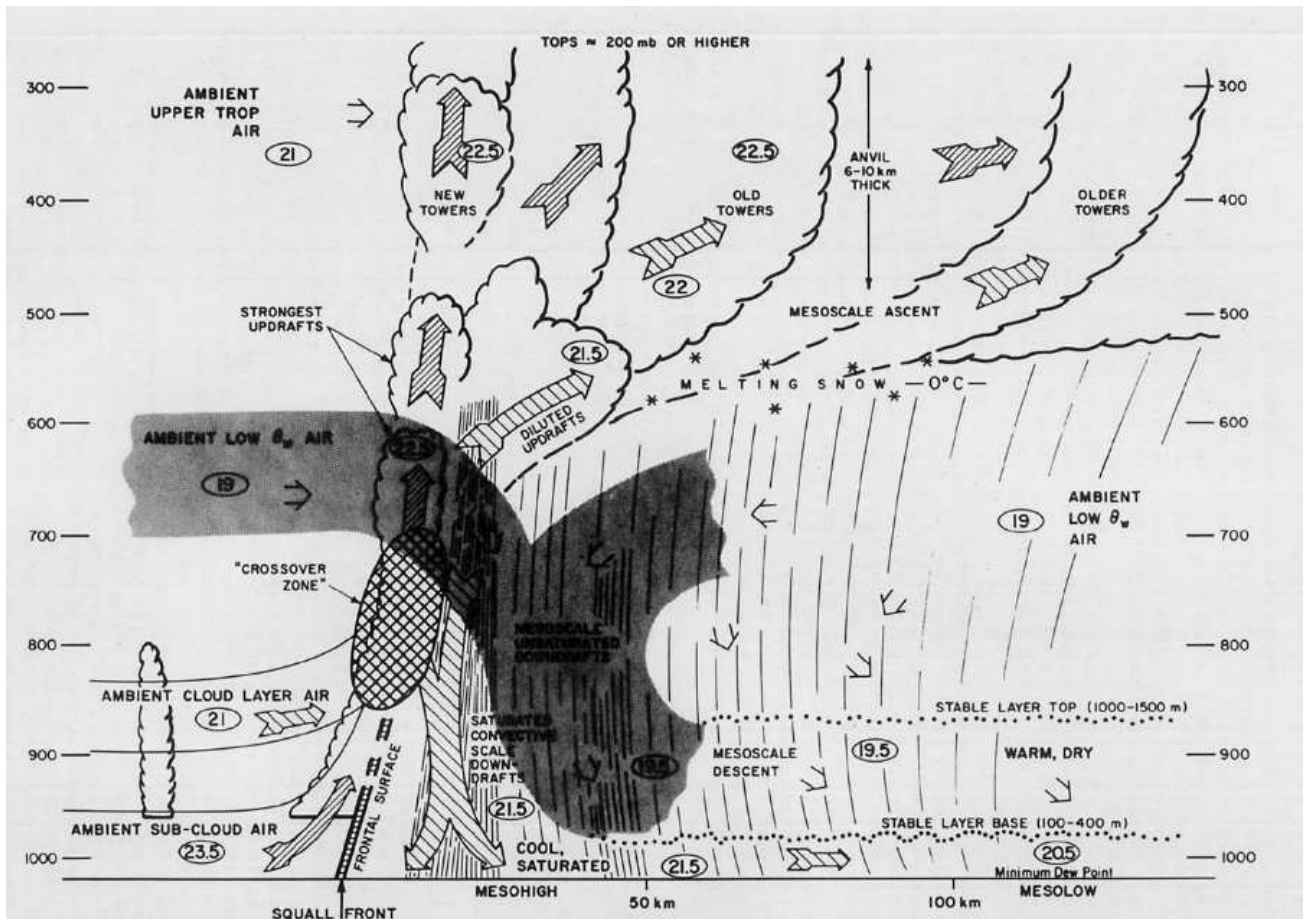 TOPS ≈ 200 mb OR HIGHER
300
300
AMBIENT
UPPER TROP
AIR
21
22.5
22.5
NEW
TOWERS
OLD
TOWERS
ANVIL
6-10 km
THICK
OLDER
TOWERS
400
400
22
STRONGEST
UPDRAFTS
MESOSCALE ASCENT
500
500
21.5
MELTING SNOW —0°C—
600
600
AMBIENT LOW θw AIR
22.5
DILUTED
UPDRAFTS
19
19
AMBIENT
LOW θw
AIR
700
700
"CROSSOVER
ZONE"
MESOSCALE
UNSATURATED
DOWNDRAFTS
800
800
AMBIENT CLOUD LAYER AIR
21
STABLE LAYER TOP (1000-1500 m)
SATURATED
CONVECTIVE
SCALE
DOWN-
DRAFTS
900
900
19.5
MESOSCALE
DESCENT
19.5
WARM, DRY
FRONTAL SURFACE
21.5
AMBIENT SUB-CLOUD AIR
23.5
STABLE LAYER BASE (100-400 m)
COOL,
SATURATED
21.5
20.5
Minimum Dew Point
1000
1000
MESOHIGH
50 km
100 km
MESOLOW
SQUALL FRONT